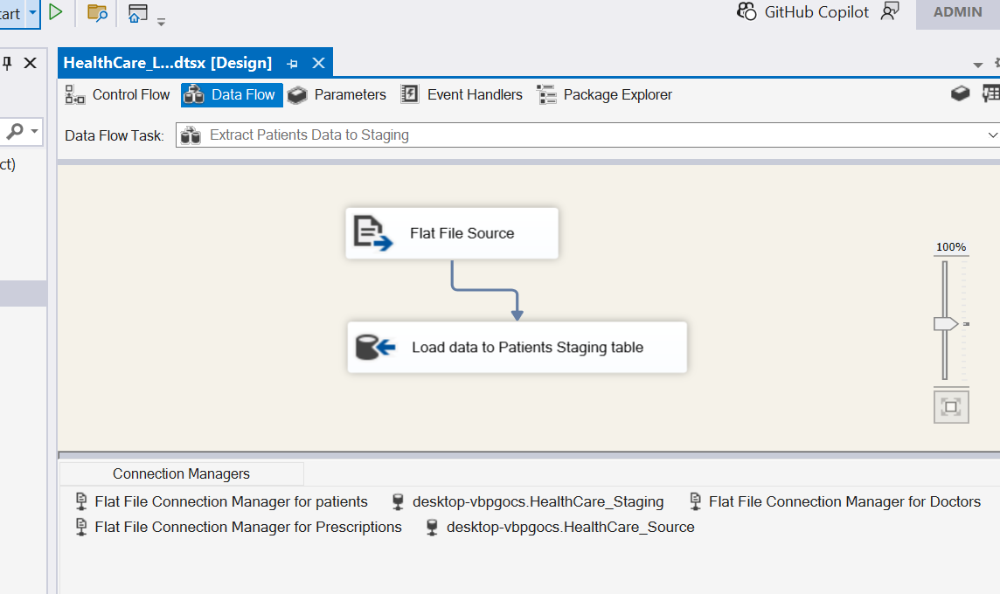 tart
GitHub Copilot
ADMIN
HealthCare_L...dtsx [Design]
Control Flow Data Flow Parameters Event Handlers Package Explorer
Data Flow Task: Extract Patients Data to Staging
ct)
Flat File Source
100%
Load data to Patients Staging table
Connection Managers
Flat File Connection Manager for patients desktop-vbpgocs.HealthCare_Staging Flat File Connection Manager for Doctors
Flat File Connection Manager for Prescriptions desktop-vbpgocs.HealthCare_Source